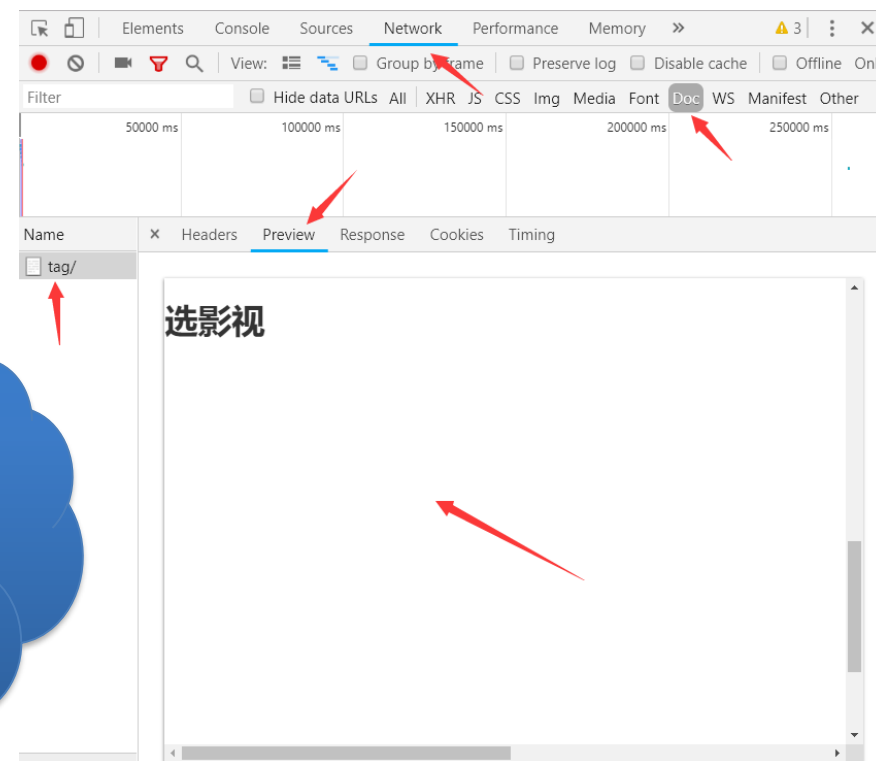 Elements Console Sources Network Performance Memory 3
View: Group by frame Preserve log Disable cache Offline
Filter Hide data URLs All XHR JS CSS Img Media Font Doc WS Manifest Other
50000 ms 100000 ms 150000 ms 200000 ms 250000 ms
Name Headers Preview Response Cookies Timing
tag/
选影视